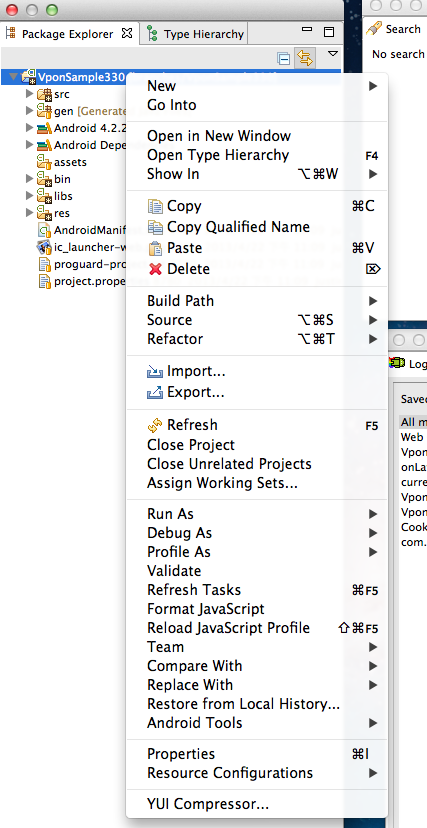 Package Explorer
Type Hierarchy
VponSample330
src
gen [Generate
Android 4.2.2
Android Depe
assets
bin
libs
res
AndroidManif
ic_launcher-w
proguard-pro
project.prope
New
Go Into
Open in New Window
Open Type Hierarchy F4
Show In ⌥⌘W
Copy ⌘C
Copy Qualified Name
Paste ⌘V
Delete ⌦
Build Path
Source ⌥⌘S
Refactor ⌥⌘T
Import...
Export...
Refresh F5
Close Project
Close Unrelated Projects
Assign Working Sets...
Run As
Debug As
Profile As
Validate
Refresh Tasks ⌘F5
Format JavaScript
Reload JavaScript Profile ⇧⌘F5
Team
Compare With
Replace With
Restore from Local History...
Android Tools
Properties ⌘I
Resource Configurations
YUI Compressor...
Search
No search
Log
Saved
All m
Web
Vpon
onLa
curre
Vpon
Vpon
Cook
com.